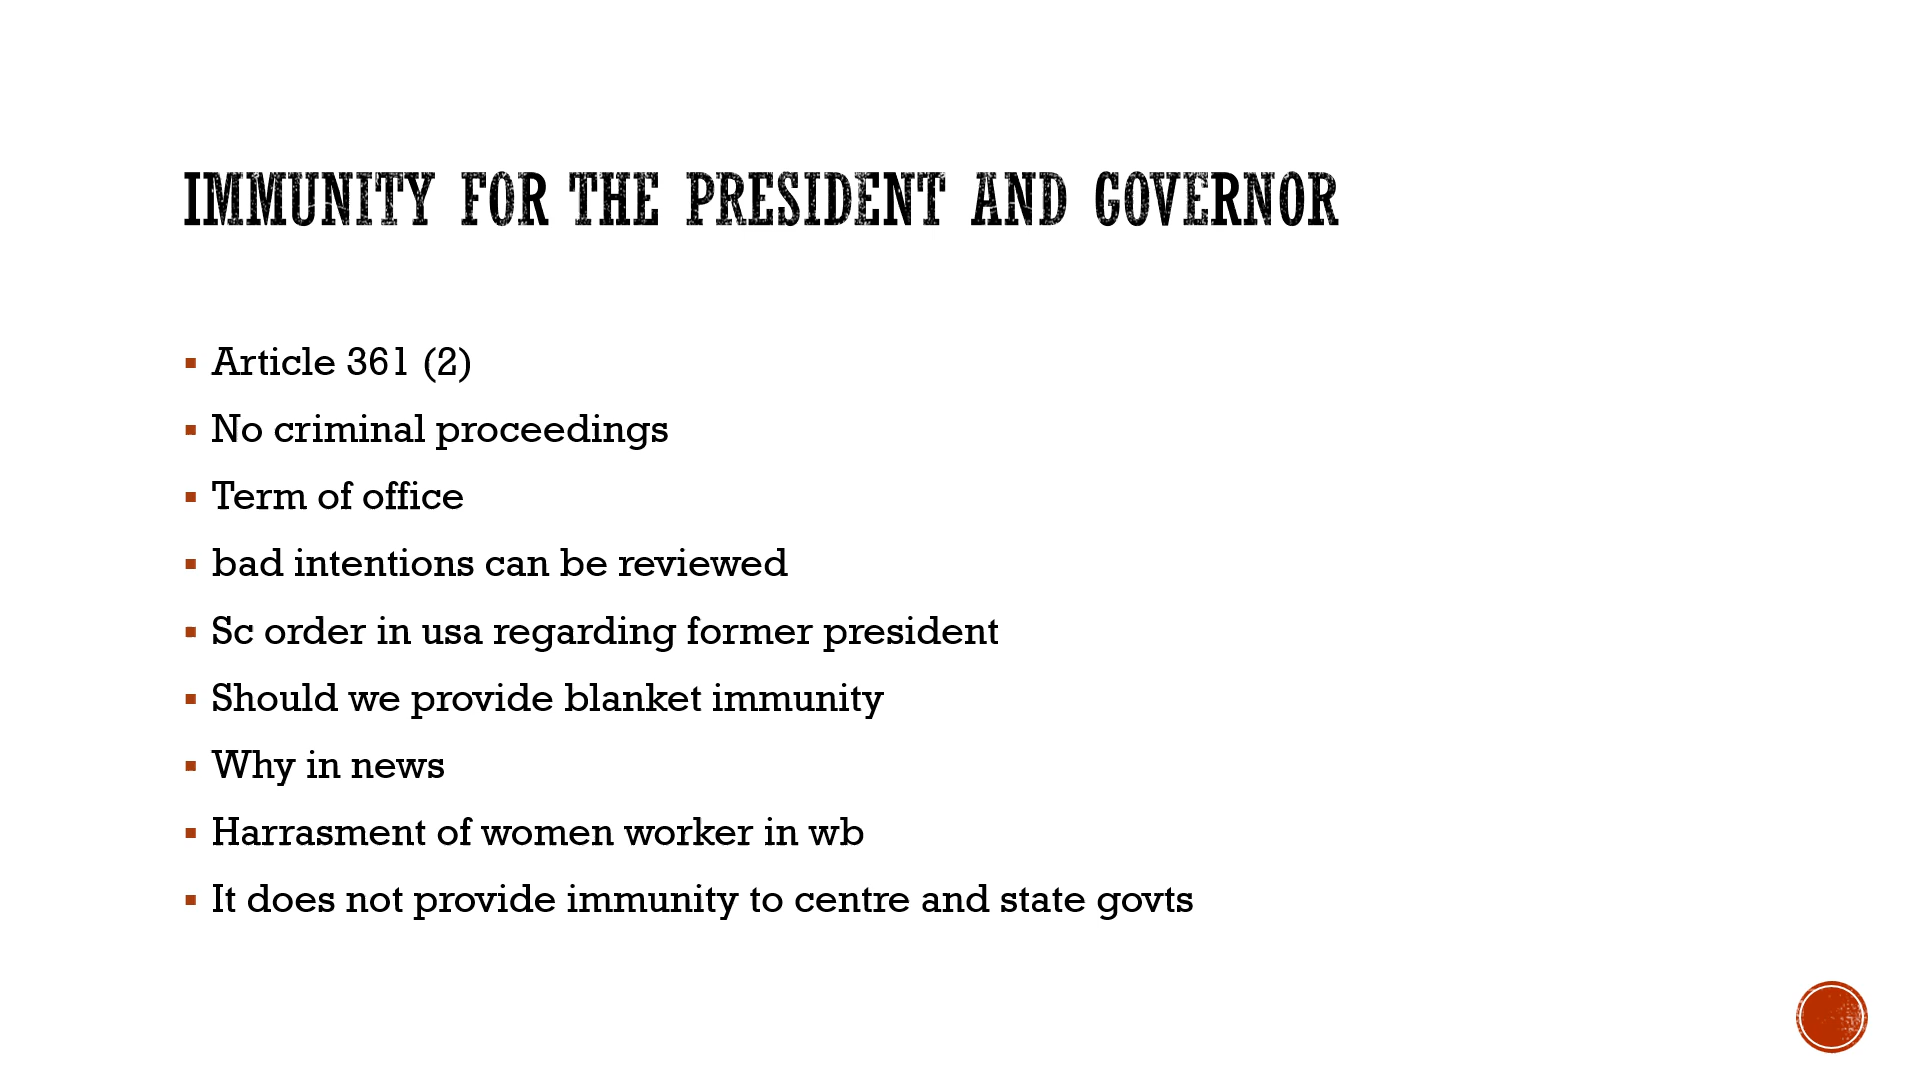 IMMUNITY FOR THE PRESIDENT AND GOVERNOR
Article 361 (2)
No criminal proceedings
Term of office
bad intentions can be reviewed
Sc order in usa regarding former president
Should we provide blanket immunity
Why in news
Harrasment of women worker in wb
It does not provide immunity to centre and state govts